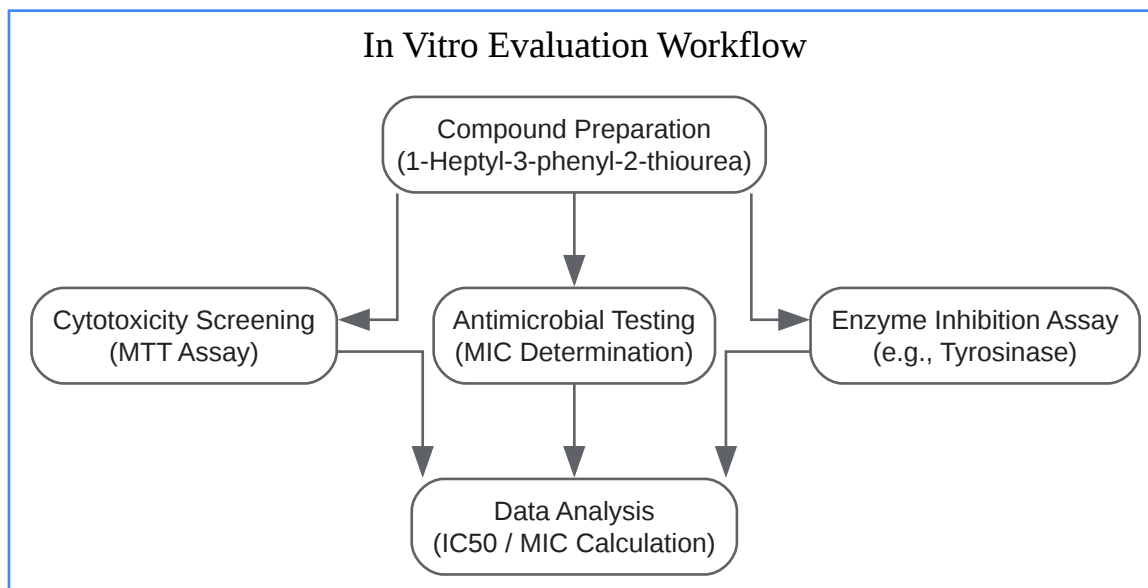 In Vitro Evaluation Workflow
Compound Preparation
(1-Heptyl-3-phenyl-2-thiourea)
Cytotoxicity Screening
(MTT Assay)
Antimicrobial Testing
(MIC Determination)
Enzyme Inhibition Assay
(e.g., Tyrosinase)
Data Analysis
(IC50 / MIC Calculation)